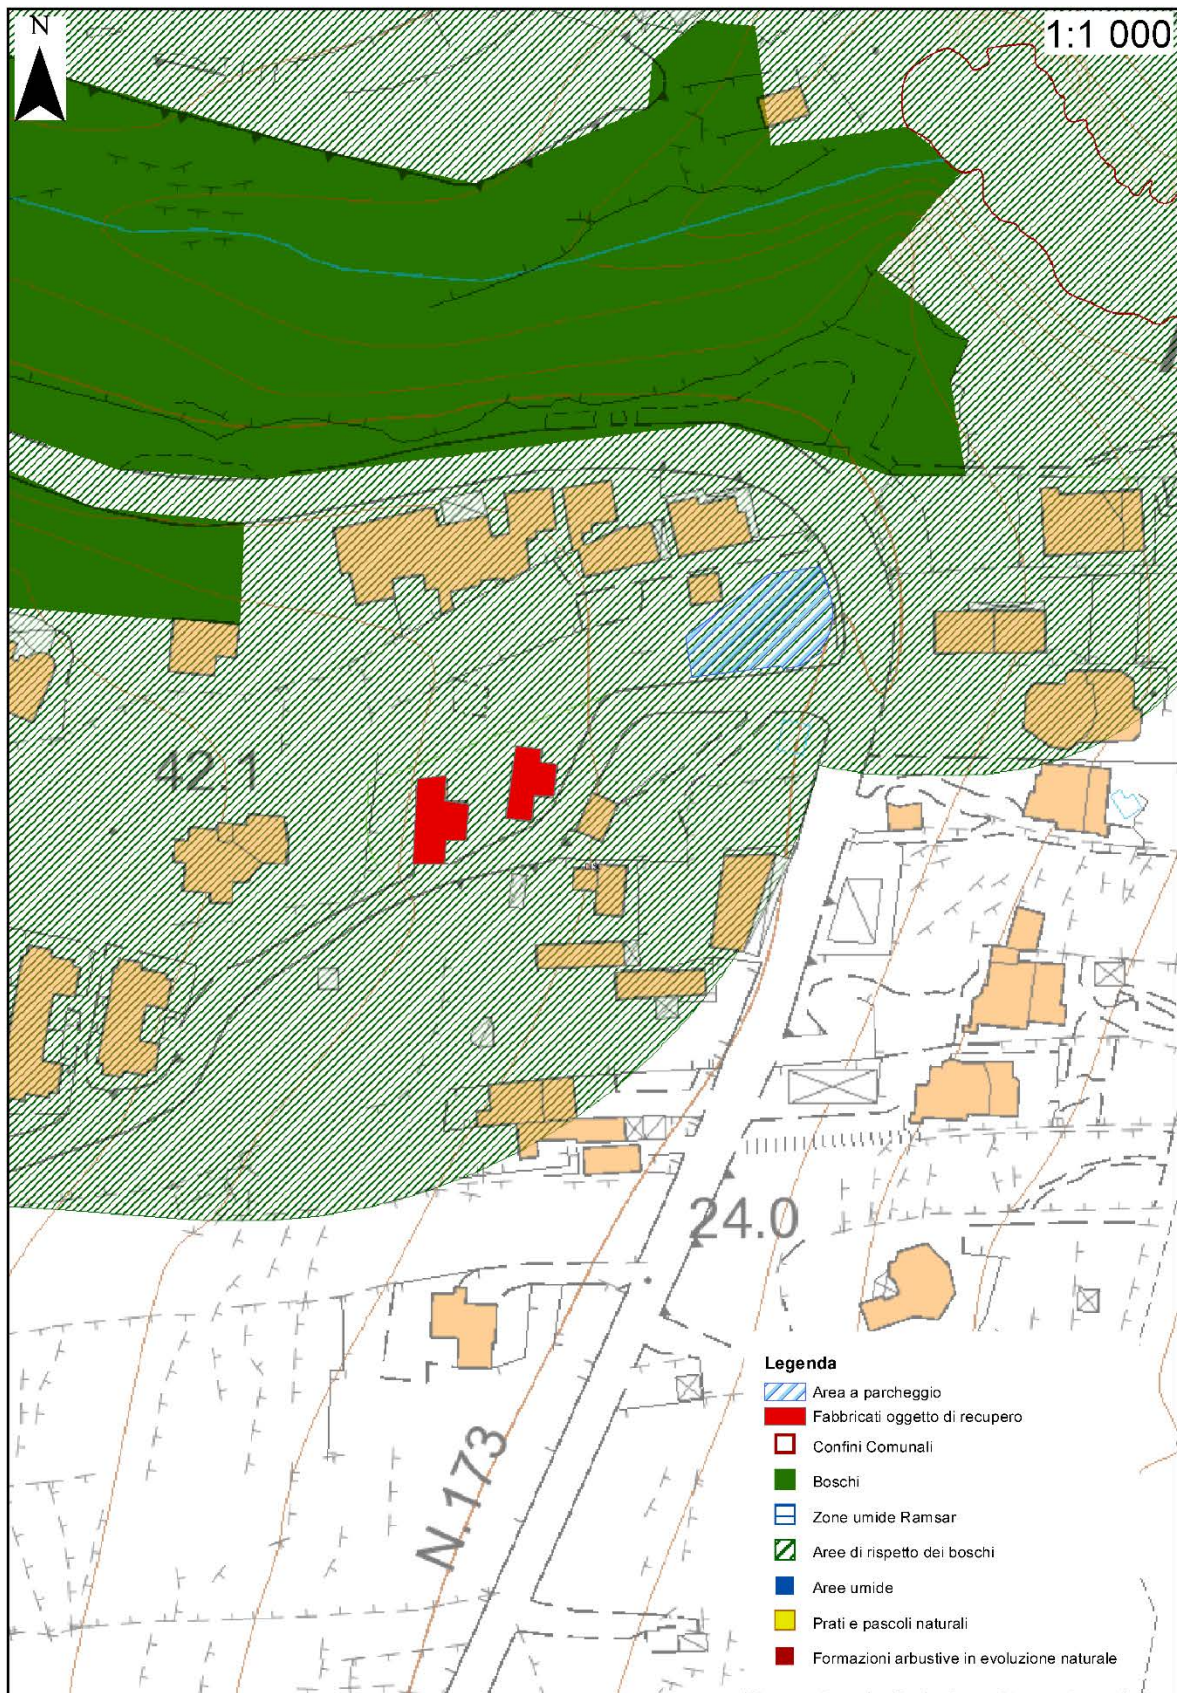 N
1:1 000
42.1
24.0
N.173
Legenda
Area a parcheggio
Fabbricati oggetto di recupero
Confini Comunali
Boschi
Zone umide Ramsar
Aree di rispetto dei boschi
Aree umide
Prati e pascoli naturali
Formazioni arbustive in evoluzione naturale